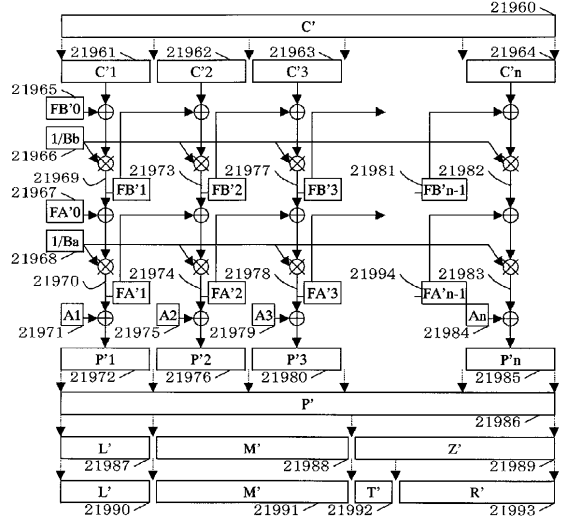 21960
C'
21961 21962 21963 21964
C'1 C'2 C'3 C'n
21965
FB'0
1/Bb
21966
21969 21973 21977 21981 21982
21967
FB'1 FB'2 FB'3 FB'n-1
FA'0
1/Ba
21968
21970 21974 21978 21994 21983
FA'1 FA'2 FA'3 FA'n-1
A1 A2 A3 An
21971 21975 21979 21984
P'1 P'2 P'3 P'n
21972 21976 21980 21985
P'
21986
L' M' Z'
21987 21988 21989
L' M' T' R'
21990 21991 21992 21993